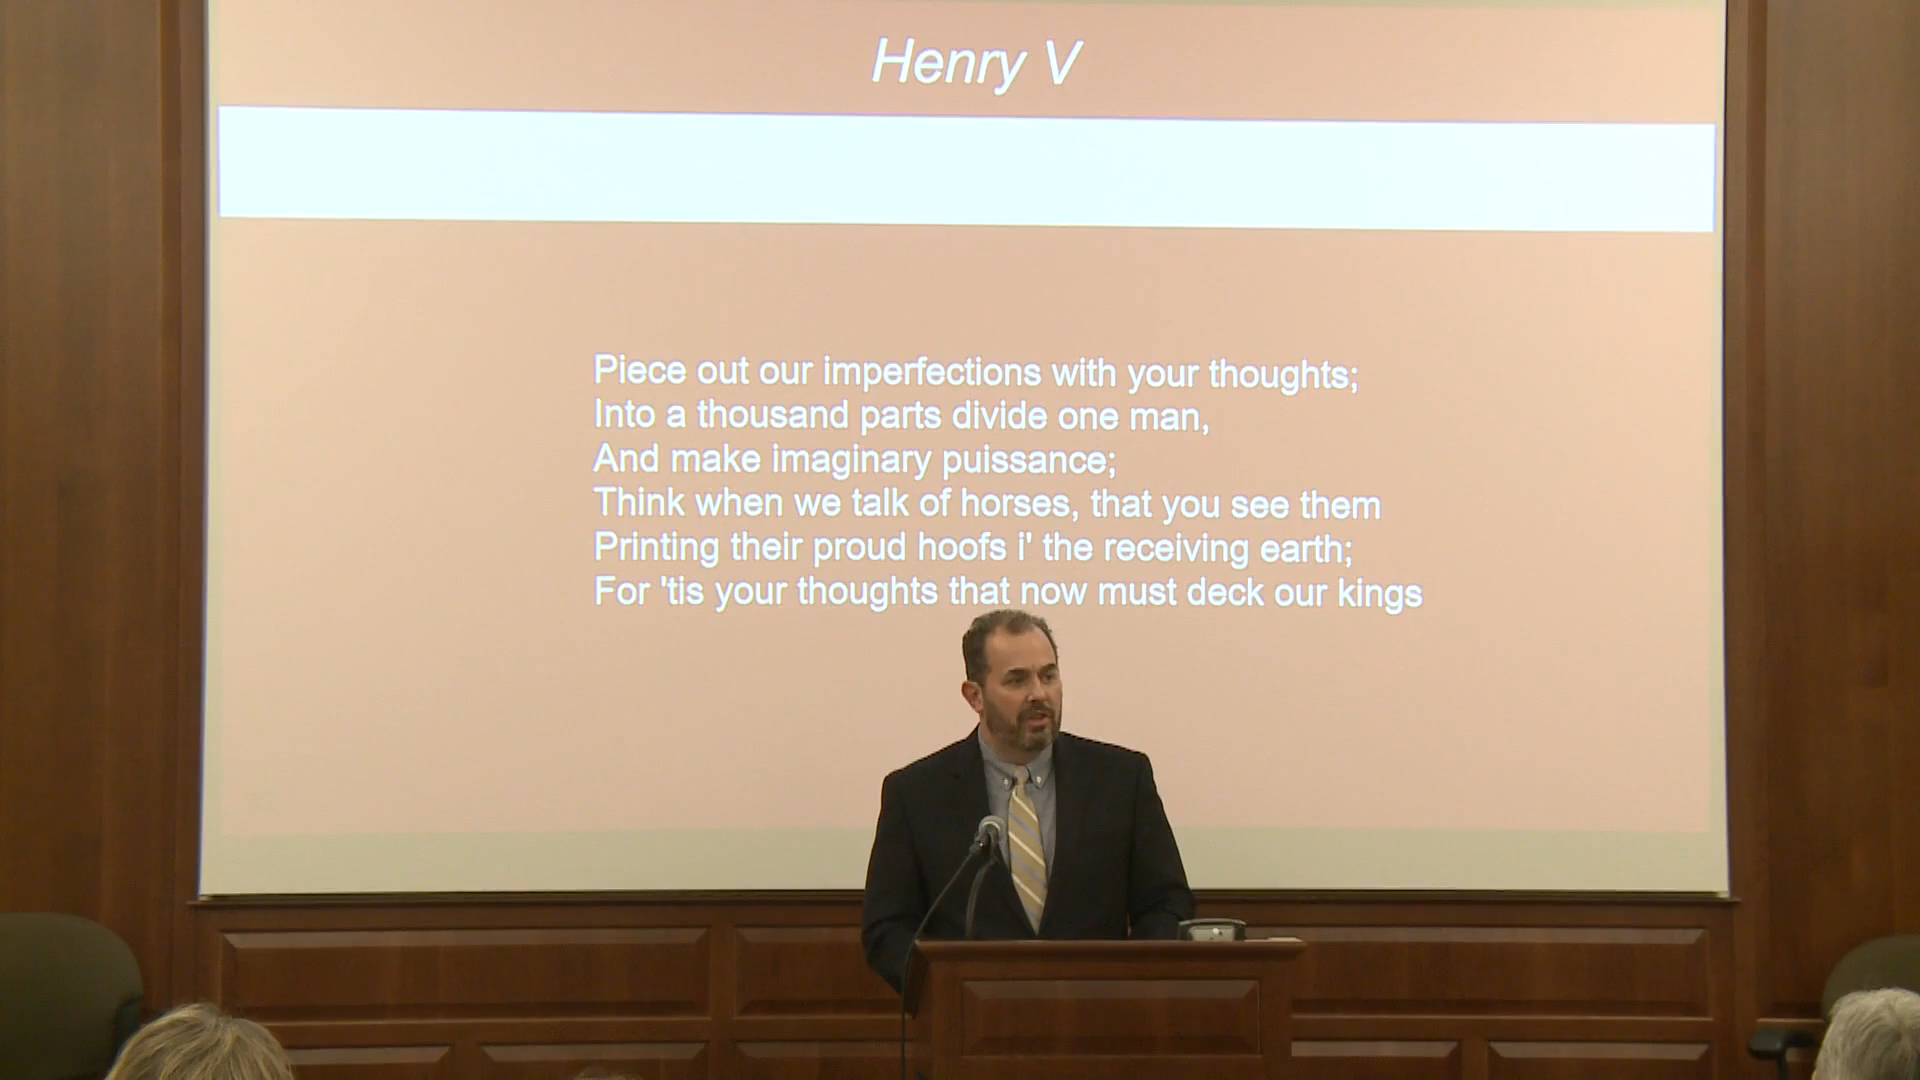 Henry V
Piece out our imperfections with your thoughts;
Into a thousand parts divide one man,
And make imaginary puissance;
Think when we talk of horses, that you see them
Printing their proud hoofs i' the receiving earth;
For 'tis your thoughts that now must deck our kings